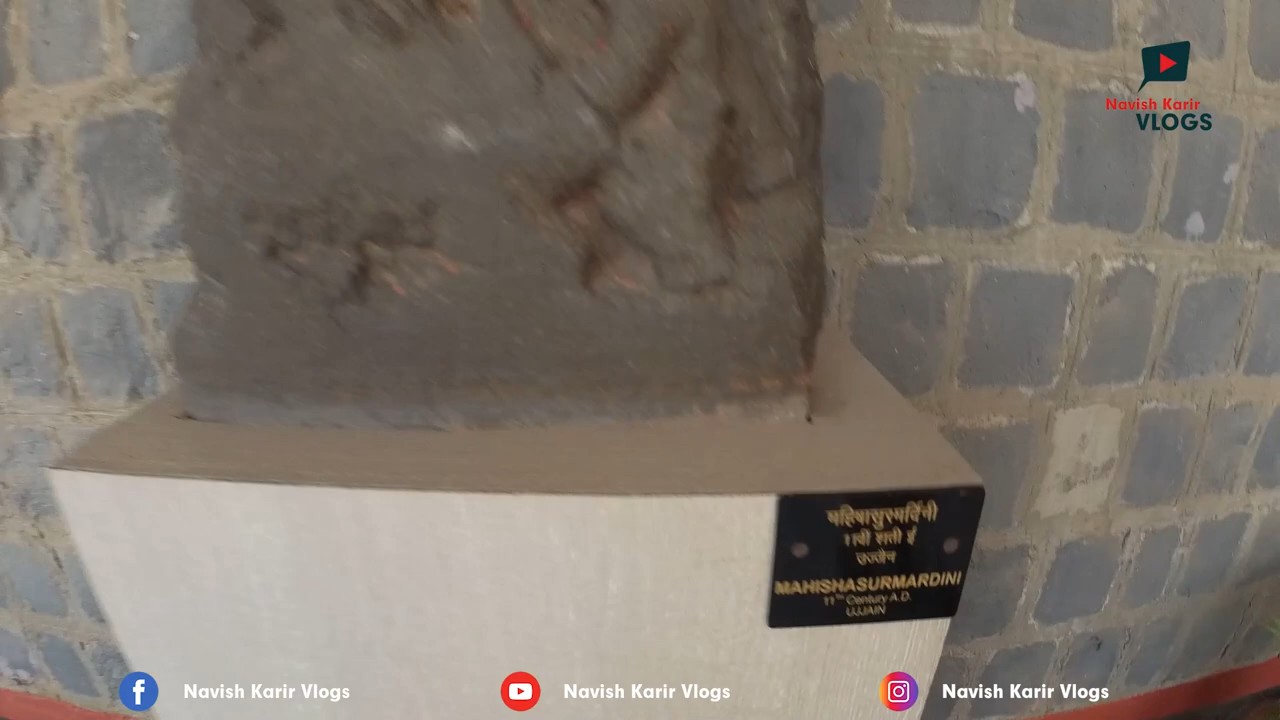 Navish Karir
VLOGS
महिषासुरमर्दिनी
11वीं शती ई
उज्जैन
MAHISHASURMARDINI
11TH Century A.D.
UJJAIN
Navish Karir Vlogs
Navish Karir Vlogs
Navish Karir Vlogs